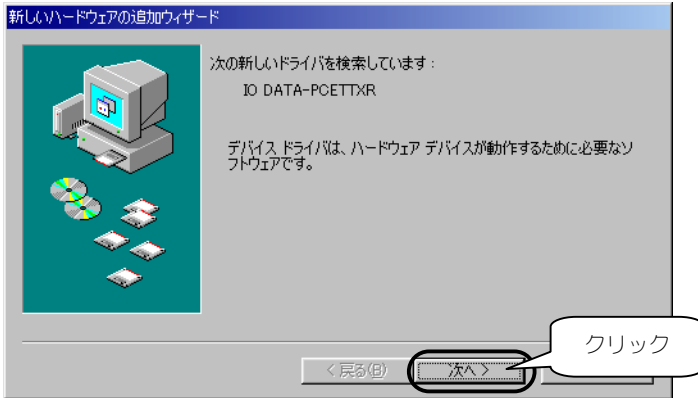 新しいハードウェアの追加ウィザード
次の新しいドライバを検索しています:
IO DATA-PCETTXR
デバイス ドライバは、ハードウェア デバイスが動作するために必要なソ
フトウェアです。
クリック
< 戻る(B)
次へ >